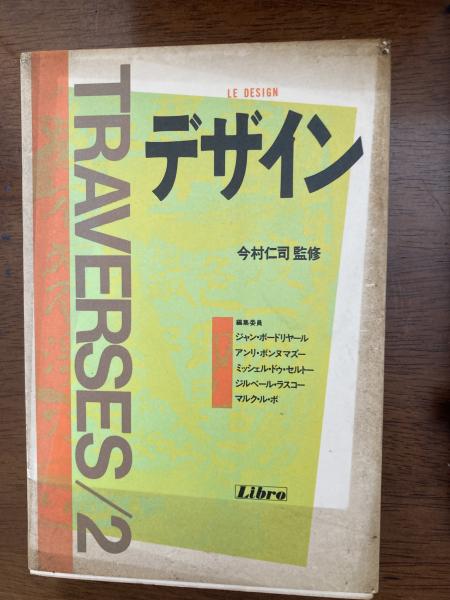 TRAVERSES/2
LE DESIGN
デザイン
今村仁司 監修
編集委員
ジャン・ボードリヤール
アンリ・ボンヌマズー
ミッシェル・ドゥ・セルトー
ジルベール・ラスコー
マルク・ル・ボ
Libro